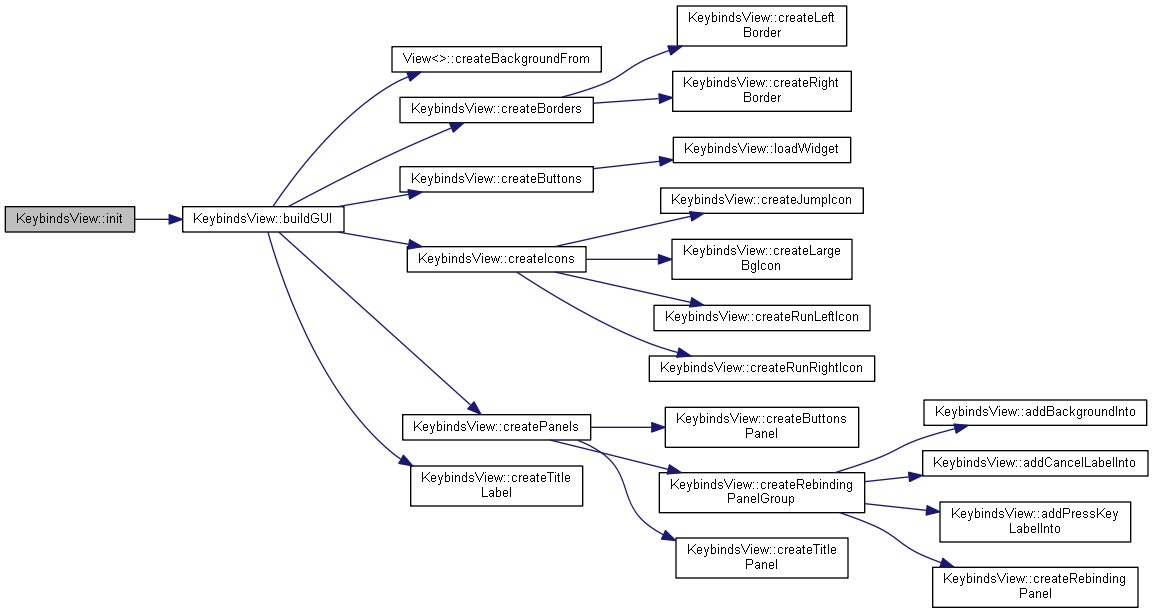 KeybindsView::init
KeybindsView::buildGUI
View<>::createBackgroundFrom
KeybindsView::createBorders
KeybindsView::createButtons
KeybindsView::createIcons
KeybindsView::createPanels
KeybindsView::createTitle
Label
KeybindsView::createLeft
Border
KeybindsView::createRight
Border
KeybindsView::loadWidget
KeybindsView::createJumpIcon
KeybindsView::createLarge
BgIcon
KeybindsView::createRunLeftIcon
KeybindsView::createRunRightIcon
KeybindsView::createButtons
Panel
KeybindsView::createRebinding
PanelGroup
KeybindsView::createTitle
Panel
KeybindsView::addBackgroundInto
KeybindsView::addCancelLabelInto
KeybindsView::addPressKey
LabelInto
KeybindsView::createRebinding
Panel